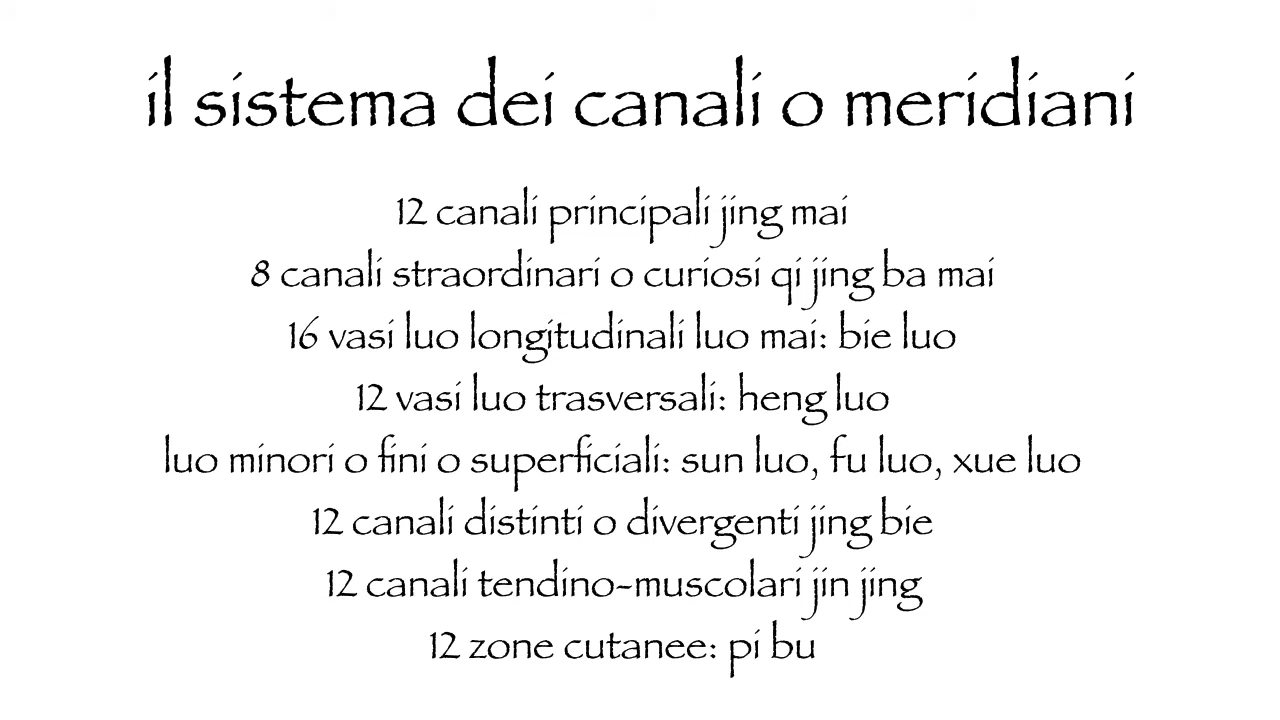 il sistema dei canali o meridiani
12 canali principali jing mai
8 canali straordinari o curiosi qi jing ba mai
16 vasi luo longitudinali luo mai: bie luo
12 vasi luo trasversali: heng luo
luo minori o fini o superficiali: sun luo, fu luo, xue luo
12 canali distinti o divergenti jing bie
12 canali tendino-muscolari jin jing
12 zone cutanee: pi bu